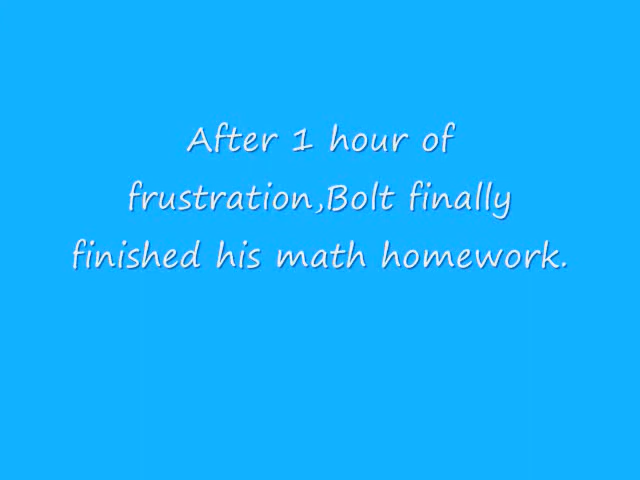 After 1 hour of
frustration,Bolt finally
finished his math homework.